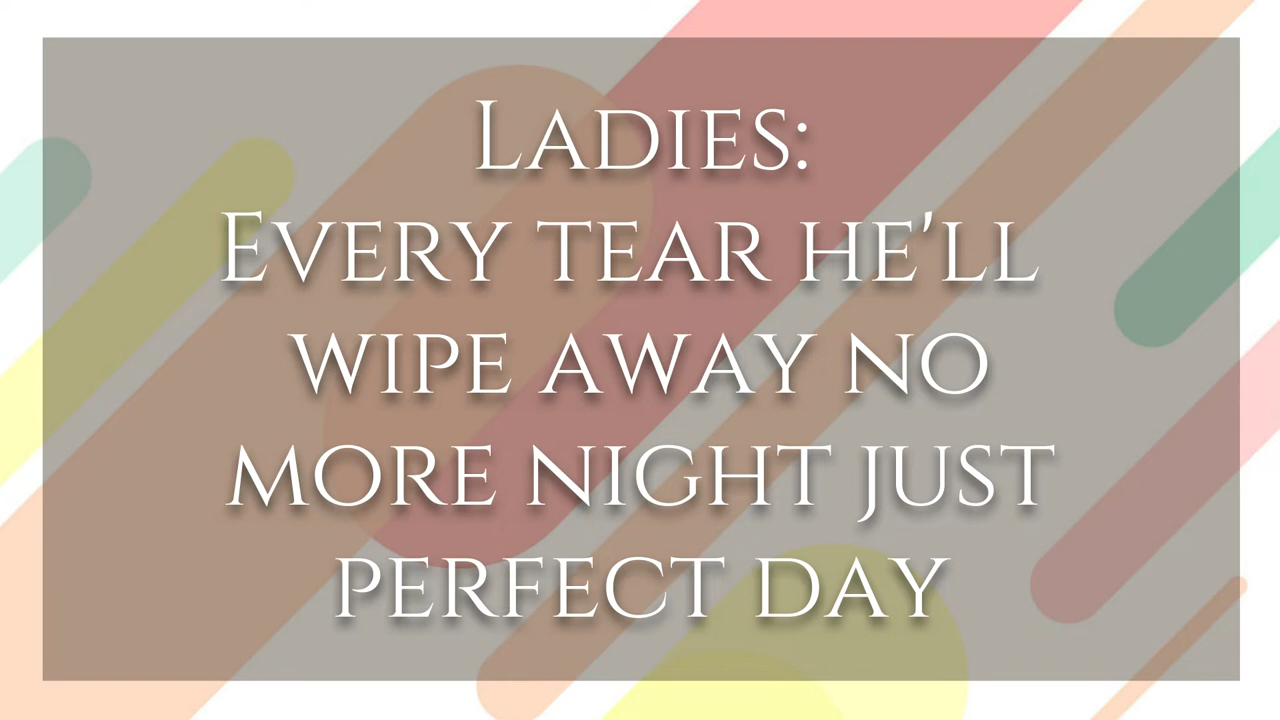 Ladies:
Every tear he'll
wipe away no
more night just
perfect day